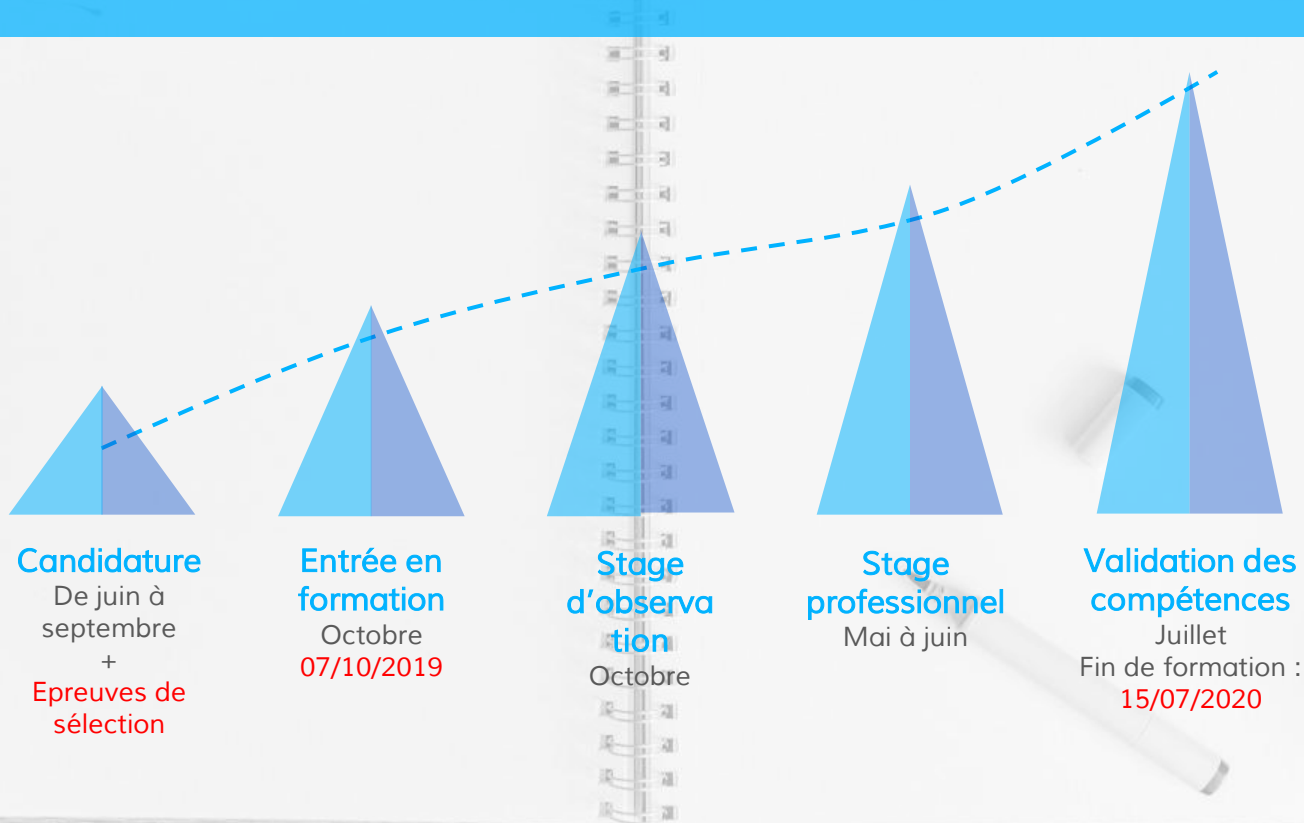 Candidature
De juin à
septembre
+
Epreuves de
sélection
Entrée en
formation
Octobre
07/10/2019
Stage
d’observa
tion
Octobre
Stage
professionnel
Mai à juin
Validation des
compétences
Juillet
Fin de formation :
15/07/2020